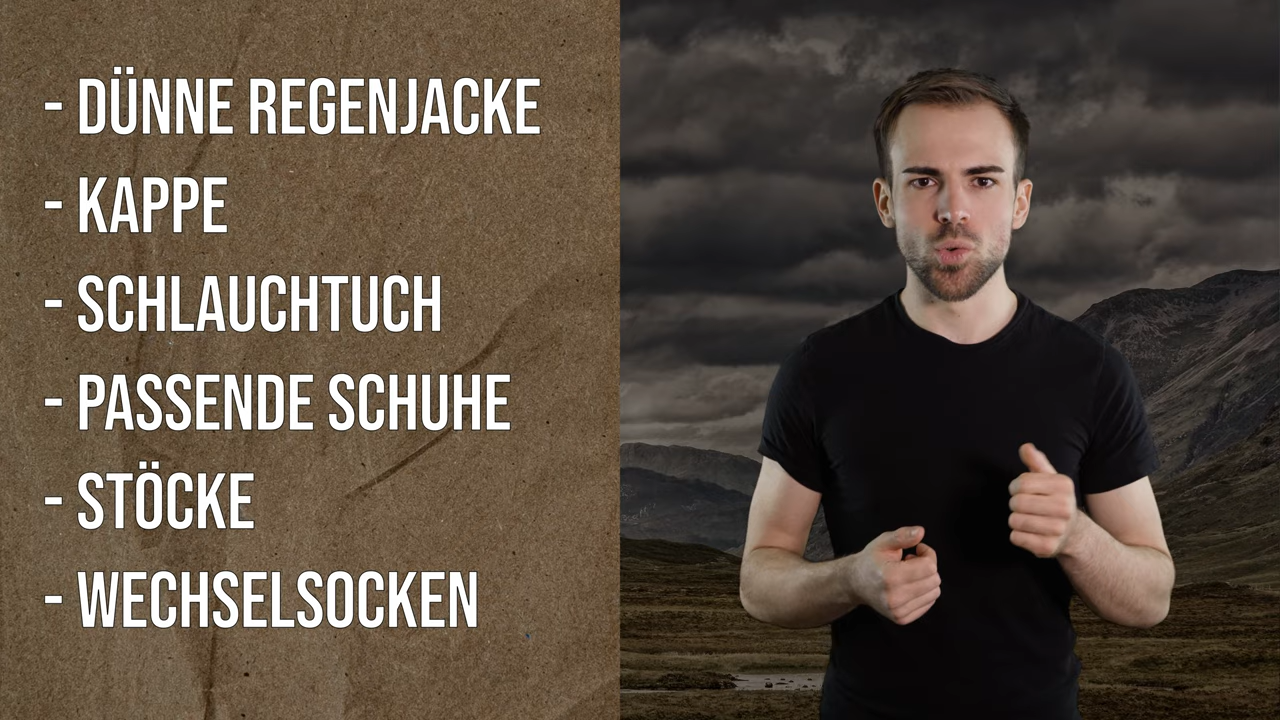 - DÜNNE REGENJACKE
- KAPPE
- SCHLAUCHTUCH
- PASSENDE SCHUHE
- STÖCKE
- WECHSELSOCKEN